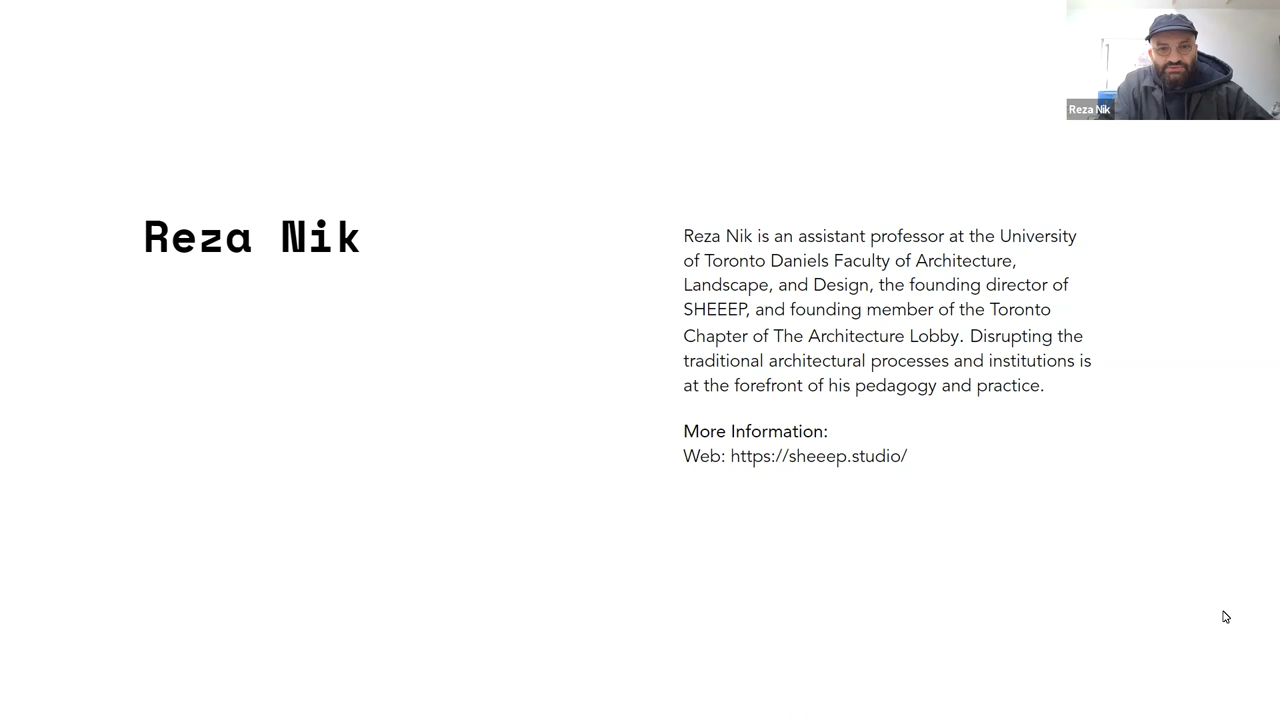 Reza Nik
Reza Nik
Reza Nik is an assistant professor at the University
of Toronto Daniels Faculty of Architecture,
Landscape, and Design, the founding director of
SHEEEP, and founding member of the Toronto
Chapter of The Architecture Lobby. Disrupting the
traditional architectural processes and institutions is
at the forefront of his pedagogy and practice.
More Information:
Web: https://sheeep.studio/